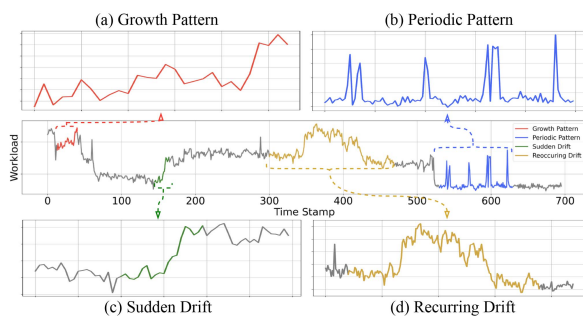 (a) Growth Pattern
(b) Periodic Pattern
Workload
Growth Pattern
Periodic Pattern
Sudden Drift
Reoccuring Drift
0 100 200 300 400 500 600 700
Time Stamp
(c) Sudden Drift
(d) Recurring Drift